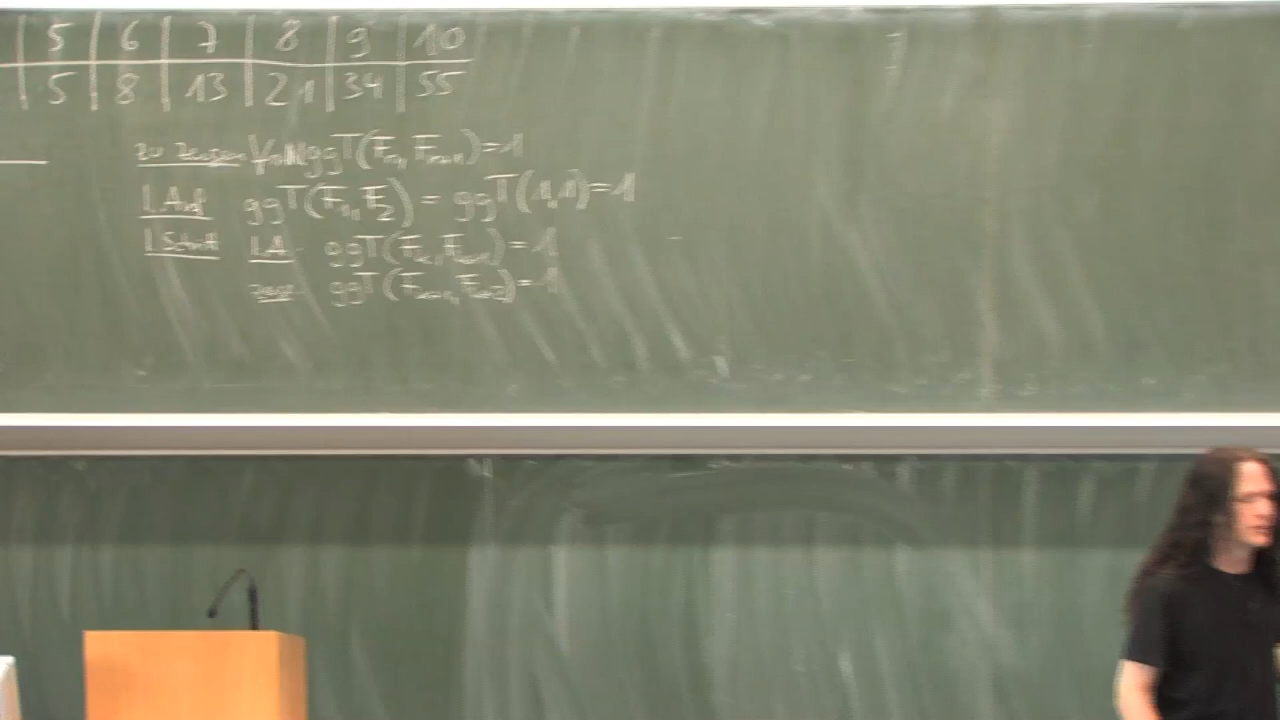 5 | 6 | 7 | 8 | 9 | 10
5 | 8 | 13 | 21 | 34 | 55
zu zeigen ∀n∈ℕ ggT(Fₙ, Fₙ₊₁)=1
I.Anf ggT(F₁, F₂) = ggT(1,1)=1
I.Schritt I.A. ggT(Fₙ, Fₙ₊₁)=1
zeige ggT(Fₙ₊₁, Fₙ₊₂)=1